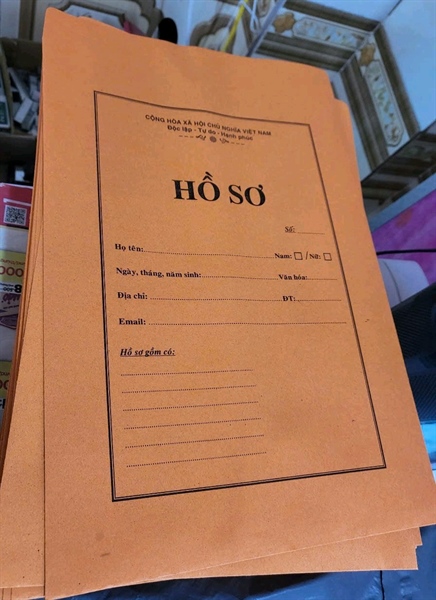 CỘNG HÒA XÃ HỘI CHỦ NGHĨA VIỆT NAM
Độc lập - Tự do - Hạnh phúc
HỒ SƠ
Số:
Họ tên: Nam: / Nữ:
Ngày, tháng, năm sinh: Văn hóa:
Địa chỉ: ĐT:
Email:
Hồ sơ gồm có: